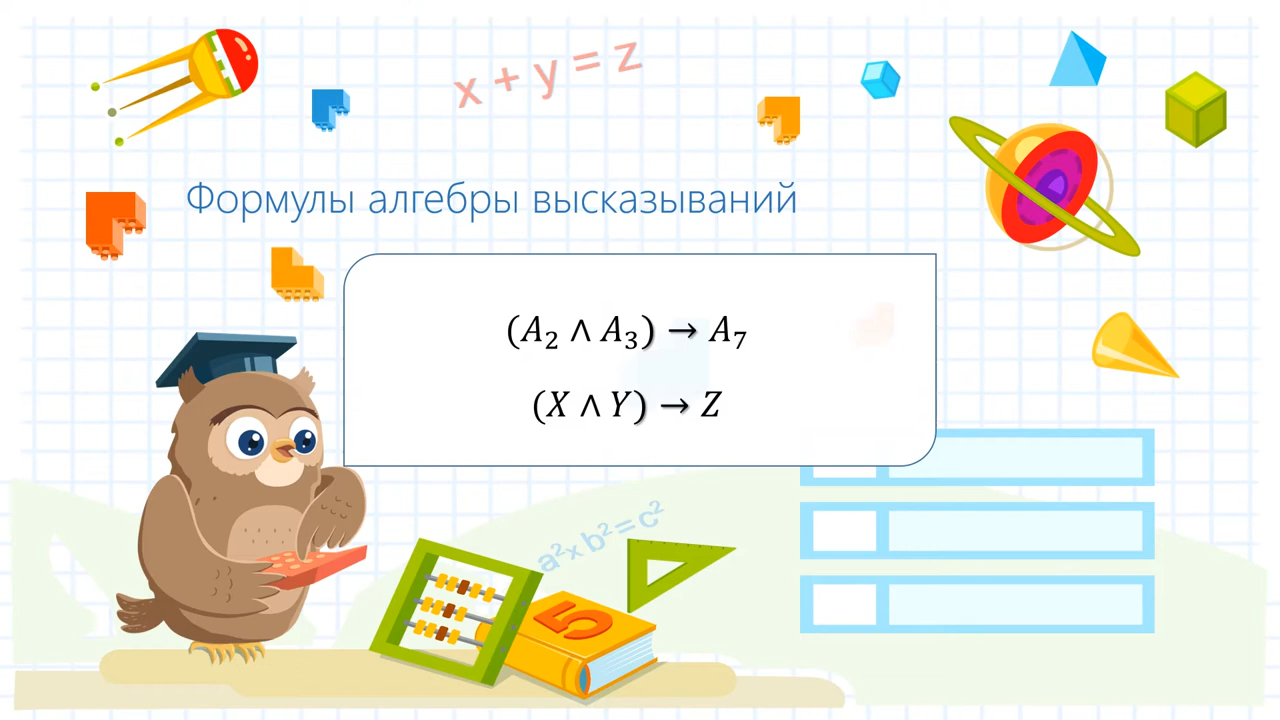 x + y = z
Формулы алгебры высказываний
(A₂ ∧ A₃) → A₇
(X ∧ Y) → Z
a²x b²=c²
5